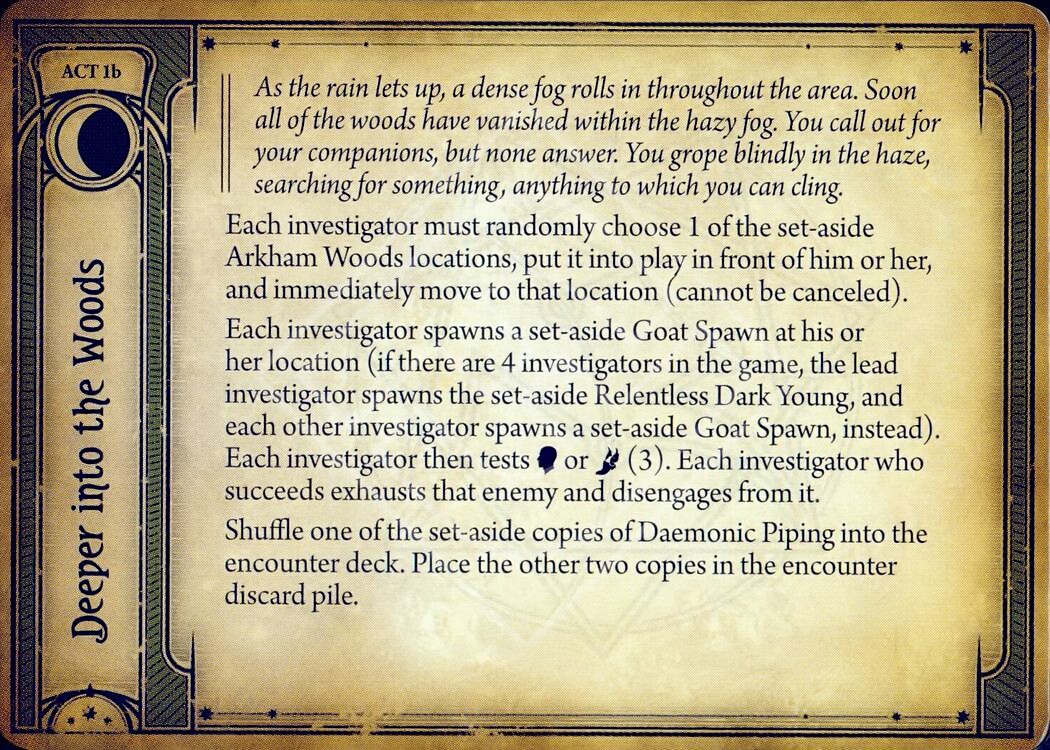 ACT 1b
Deeper into the Woods
As the rain lets up, a dense fog rolls in throughout the area. Soon
all of the woods have vanished within the hazy fog. You call out for
your companions, but none answer. You grope blindly in the haze,
searching for something, anything to which you can cling.
Each investigator must randomly choose 1 of the set-aside
Arkham Woods locations, put it into play in front of him or her,
and immediately move to that location (cannot be canceled).
Each investigator spawns a set-aside Goat Spawn at his or
her location (if there are 4 investigators in the game, the lead
investigator spawns the set-aside Relentless Dark Young, and
each other investigator spawns a set-aside Goat Spawn, instead).
Each investigator then tests or (3). Each investigator who
succeeds exhausts that enemy and disengages from it.
Shuffle one of the set-aside copies of Daemonic Piping into the
encounter deck. Place the other two copies in the encounter
discard pile.